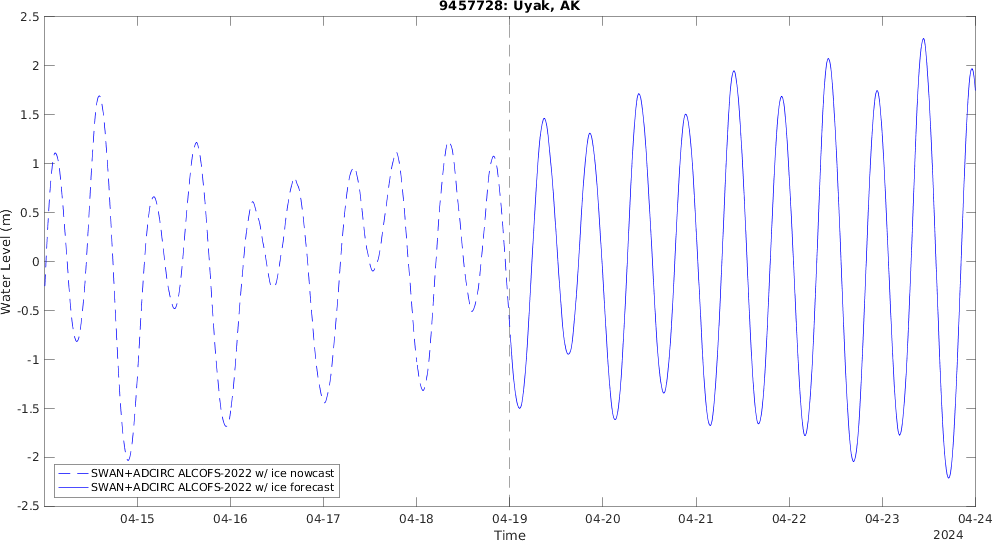 9457728: Uyak, AK
2.5
2
1.5
1
0.5
0
-0.5
-1
-1.5
-2
-2.5
Water Level (m)
SWAN+ADCIRC ALCOFS-2022 w/ ice nowcast
SWAN+ADCIRC ALCOFS-2022 w/ ice forecast
04-15 04-16 04-17 04-18 04-19 04-20 04-21 04-22 04-23 04-24
Time
2024